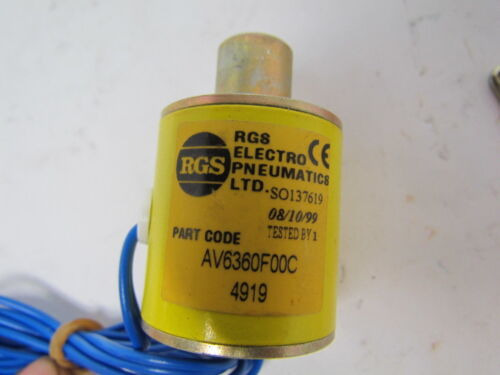 RGS
RGS
ELECTRO CE
PNEUMATICS
LTD-SO137619
08/10/99
TESTED BY 1
PART CODE
AV6360F00C
4919